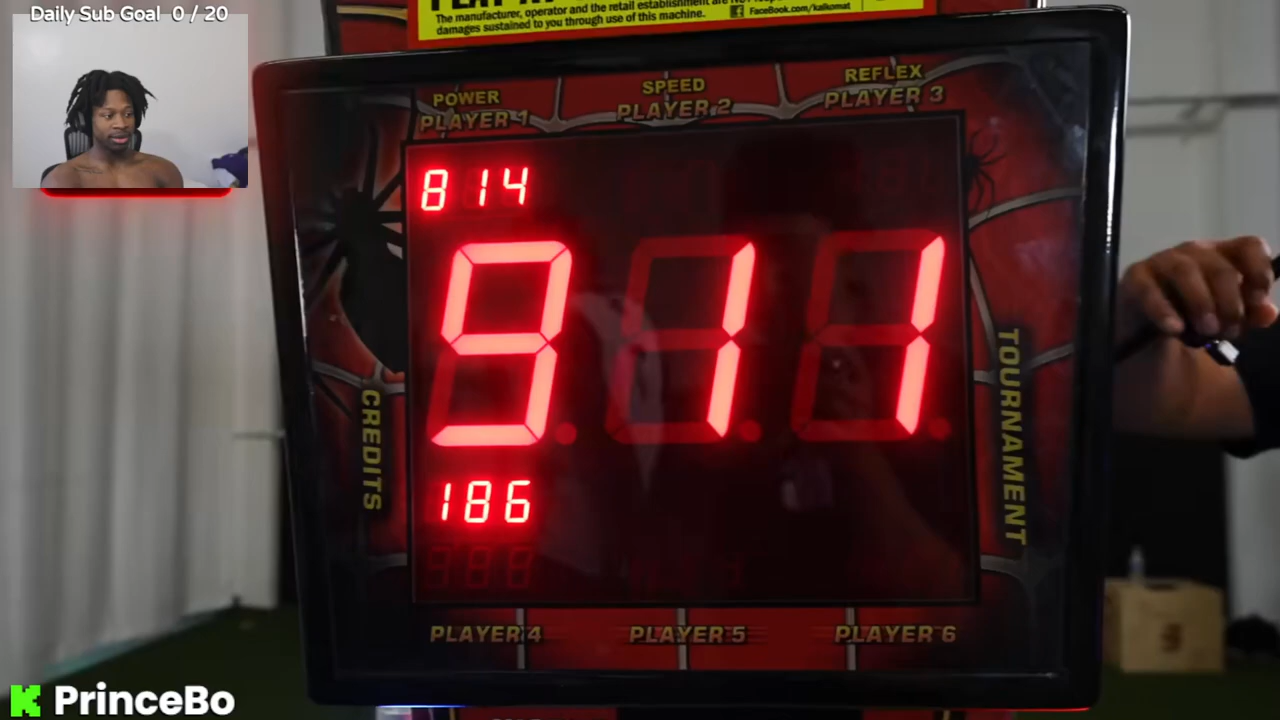 Daily Sub Goal 0 / 20
The manufacturer, operator and the retail establishment are
damages sustained to you through use of this machine.
FaceBook.com/kalkomat
POWER SPEED REFLEX
PLAYER 1 PLAYER 2 PLAYER 3
814
911
CREDITS
TOURNAMENT
186
PLAYER 4 PLAYER 5 PLAYER 6
K PrinceBo